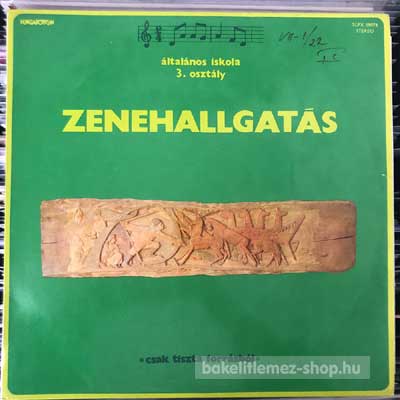 HUNGAROTON
STEREO
általános iskola
3. osztály
ZENEHALLGATÁS
»csak tiszta forrásból«
bakelitlemez-shop.hu